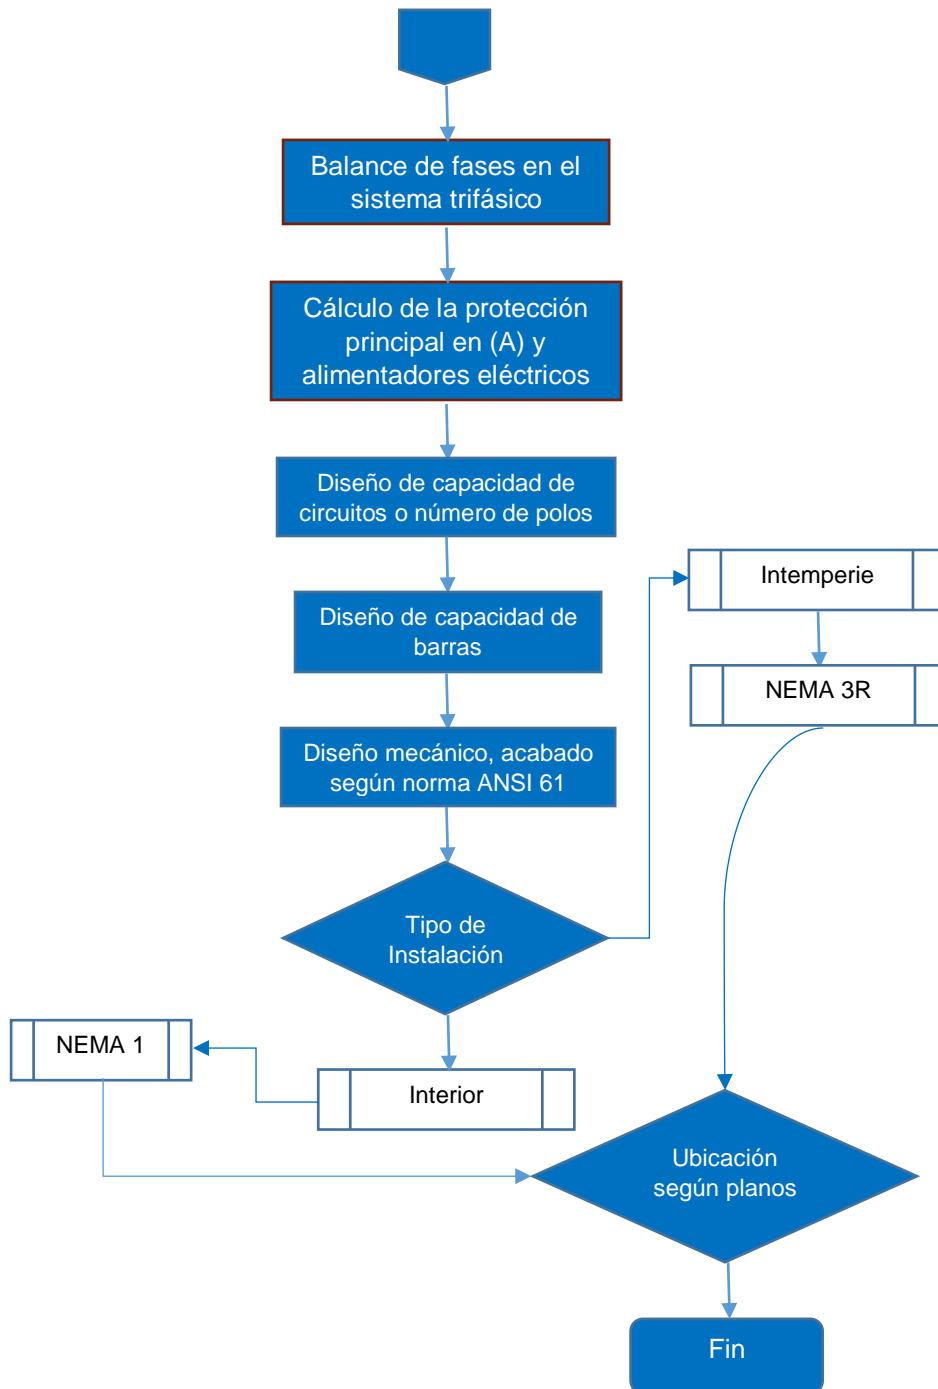 Balance de fases en el
sistema trifásico
Cálculo de la protección
principal en (A) y
alimentadores eléctricos
Diseño de capacidad de
circuitos o número de polos
Diseño de capacidad de
barras
Diseño mecánico, acabado
según norma ANSI 61
Tipo de
Instalación
Intemperie
NEMA 3R
Interior
NEMA 1
Ubicación
según planos
Fin